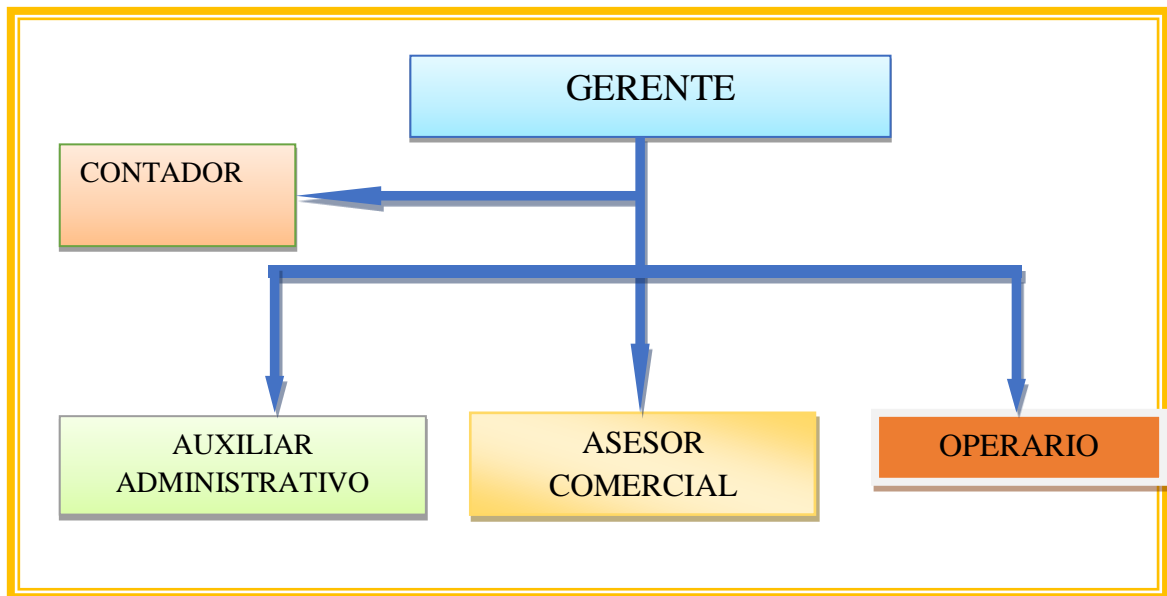 GERENTE
CONTADOR
AUXILIAR
ADMINISTRATIVO
ASESOR
COMERCIAL
OPERARIO